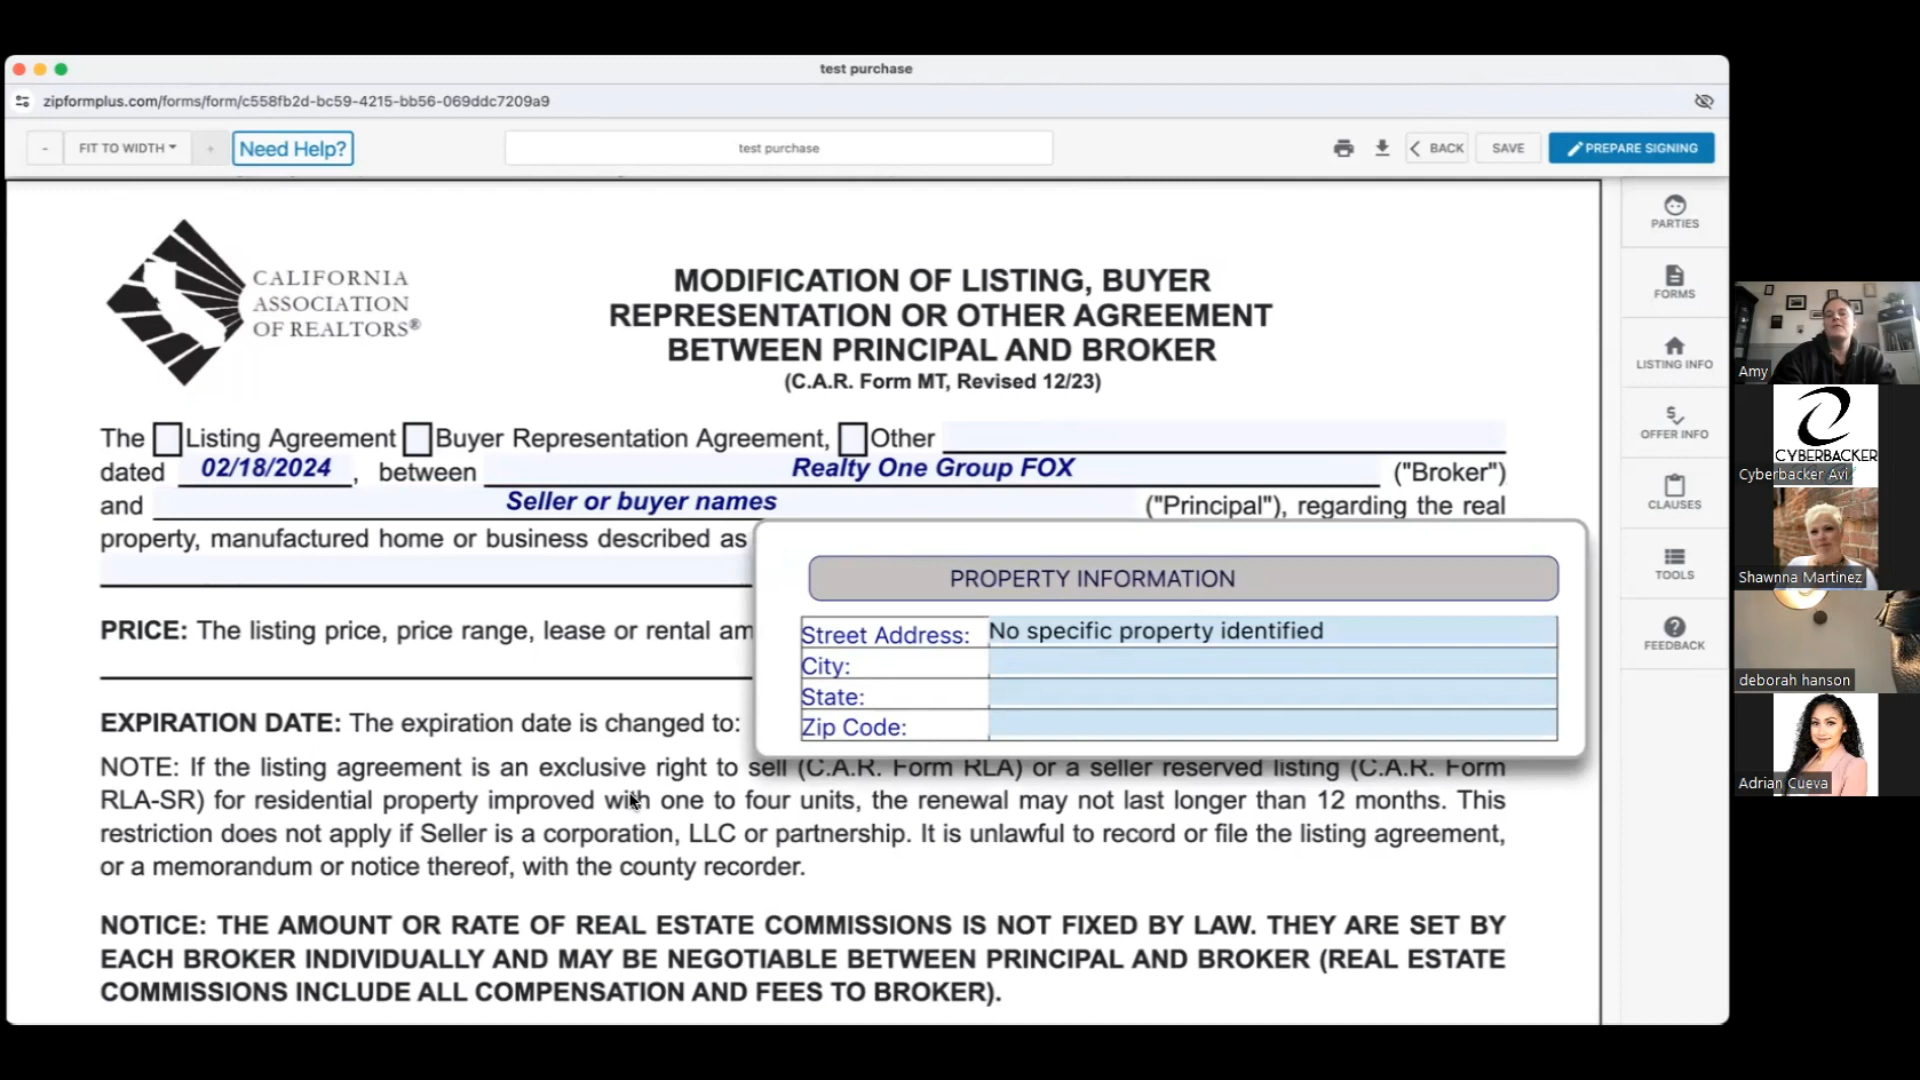 test purchase
zipformplus.com/forms/form/c558fb2d-bc59-4215-bb56-069ddc7209a9
- FIT TO WIDTH + Need Help? test purchase BACK SAVE PREPARE SIGNING
CALIFORNIA
ASSOCIATION
OF REALTORS®
MODIFICATION OF LISTING, BUYER
REPRESENTATION OR OTHER AGREEMENT
BETWEEN PRINCIPAL AND BROKER
(C.A.R. Form MT, Revised 12/23)
The Listing Agreement Buyer Representation Agreement, Other
dated 02/18/2024, between Realty One Group FOX ("Broker")
and Seller or buyer names ("Principal"), regarding the real
property, manufactured home or business described as
PRICE: The listing price, price range, lease or rental am
EXPIRATION DATE: The expiration date is changed to:
PROPERTY INFORMATION
Street Address: No specific property identified
City:
State:
Zip Code:
NOTE: If the listing agreement is an exclusive right to sell (C.A.R. Form RLA) or a seller reserved listing (C.A.R. Form
RLA-SR) for residential property improved with one to four units, the renewal may not last longer than 12 months. This
restriction does not apply if Seller is a corporation, LLC or partnership. It is unlawful to record or file the listing agreement,
or a memorandum or notice thereof, with the county recorder.
NOTICE: THE AMOUNT OR RATE OF REAL ESTATE COMMISSIONS IS NOT FIXED BY LAW. THEY ARE SET BY
EACH BROKER INDIVIDUALLY AND MAY BE NEGOTIABLE BETWEEN PRINCIPAL AND BROKER (REAL ESTATE
COMMISSIONS INCLUDE ALL COMPENSATION AND FEES TO BROKER).
PARTIES
FORMS
LISTING INFO
OFFER INFO
CLAUSES
TOOLS
FEEDBACK
Amy
CYBERBACKER
Cyberbacker Avi
Shawnna Martinez
deborah hanson
Adrian Cueva